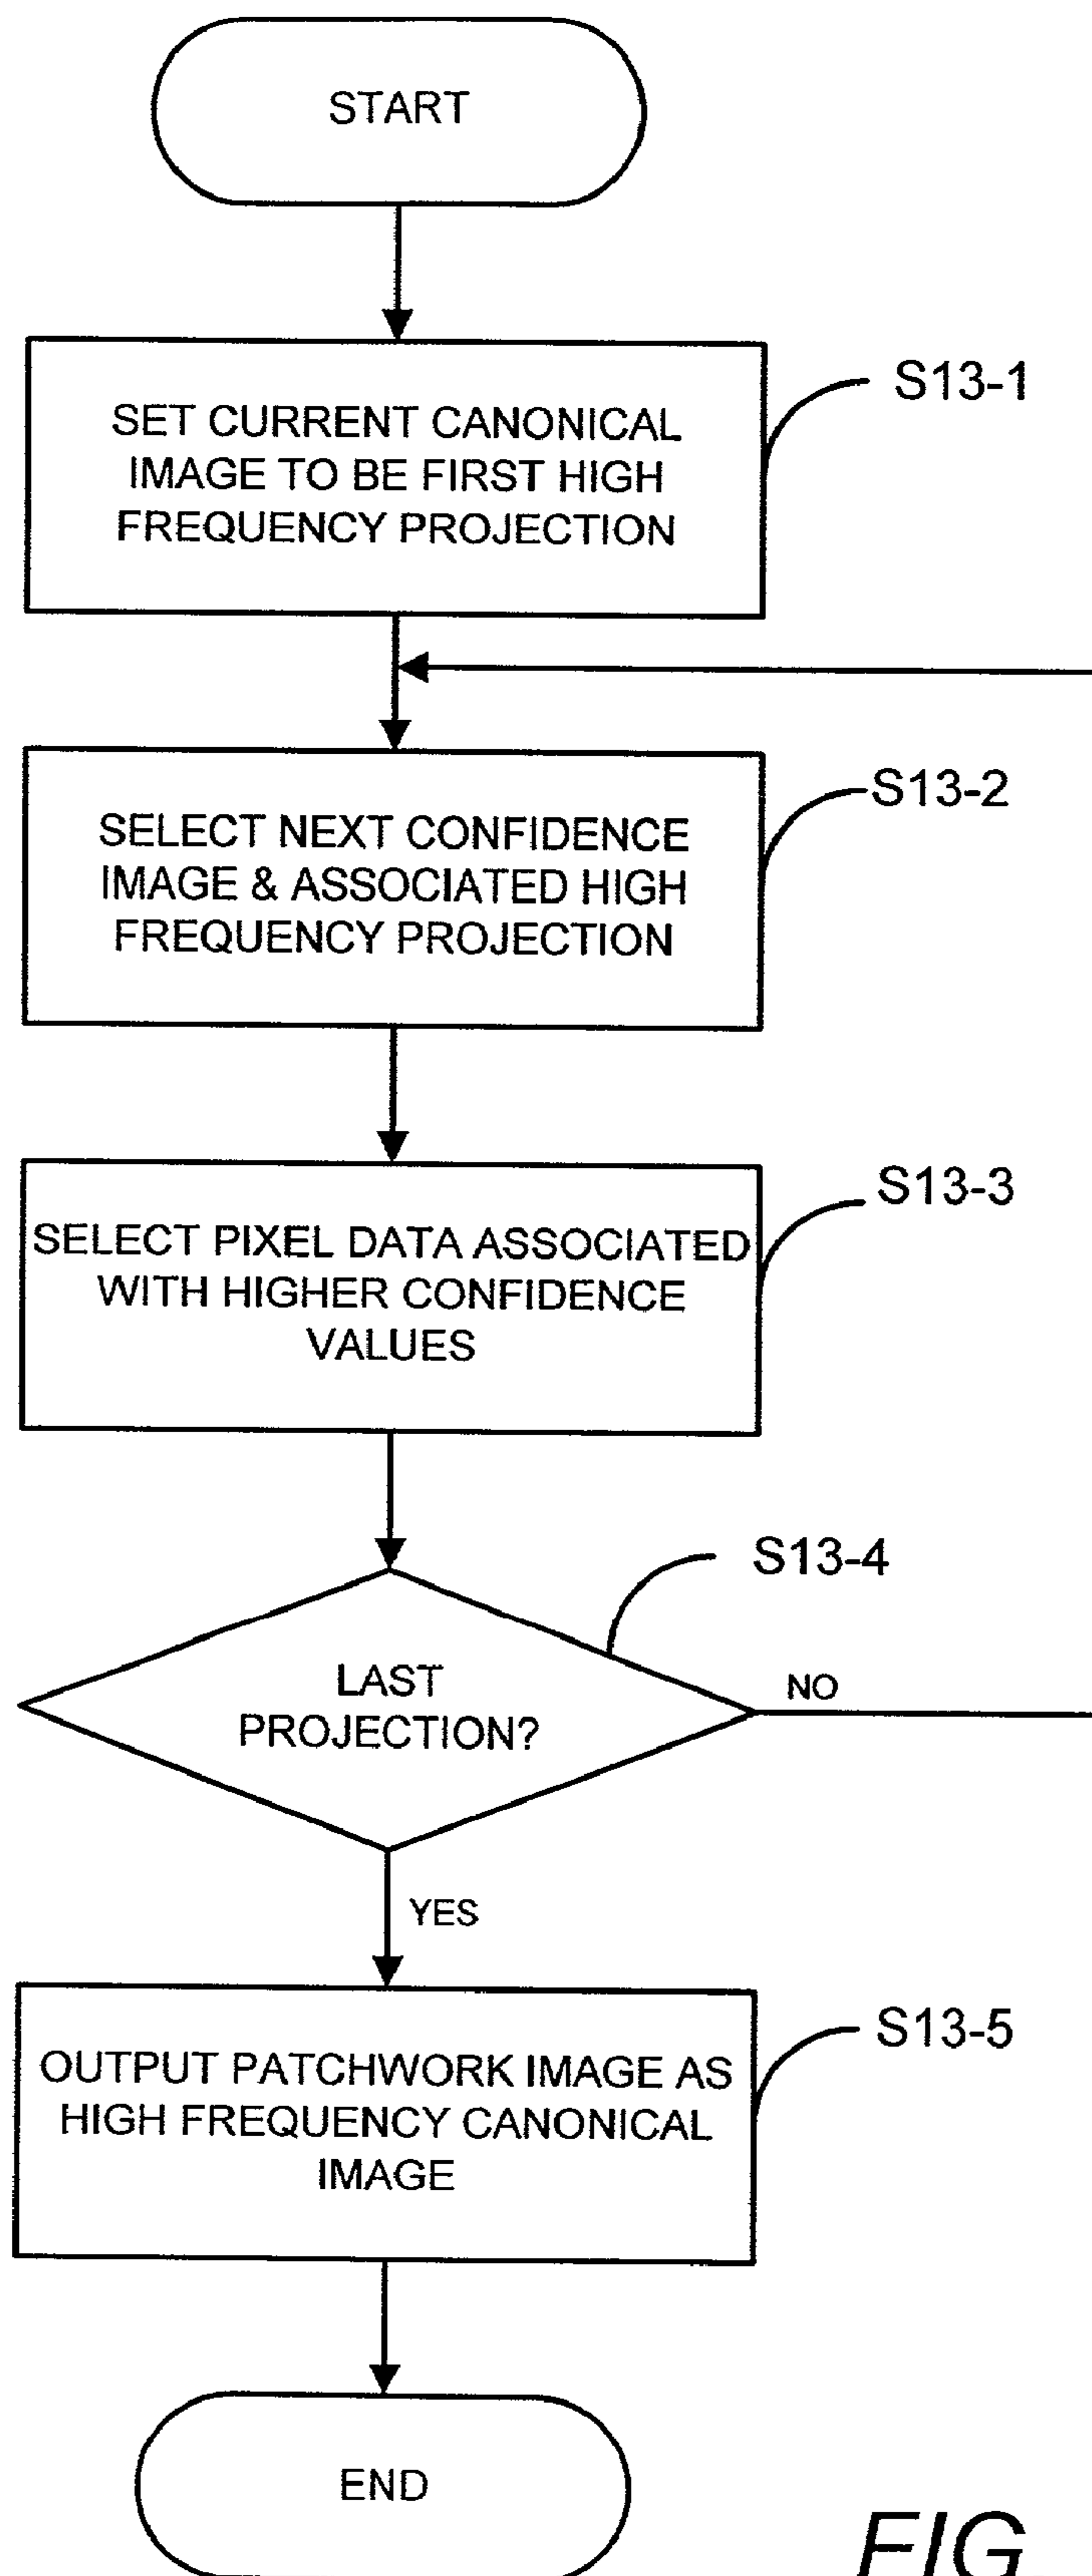 START
SET CURRENT CANONICAL
IMAGE TO BE FIRST HIGH
FREQUENCY PROJECTION
S13-1
SELECT NEXT CONFIDENCE
IMAGE & ASSOCIATED HIGH
FREQUENCY PROJECTION
S13-2
SELECT PIXEL DATA ASSOCIATED
WITH HIGHER CONFIDENCE
VALUES
S13-3
LAST
PROJECTION?
S13-4
NO
YES
OUTPUT PATCHWORK IMAGE AS
HIGH FREQUENCY CANONICAL
IMAGE
S13-5
END
FIG